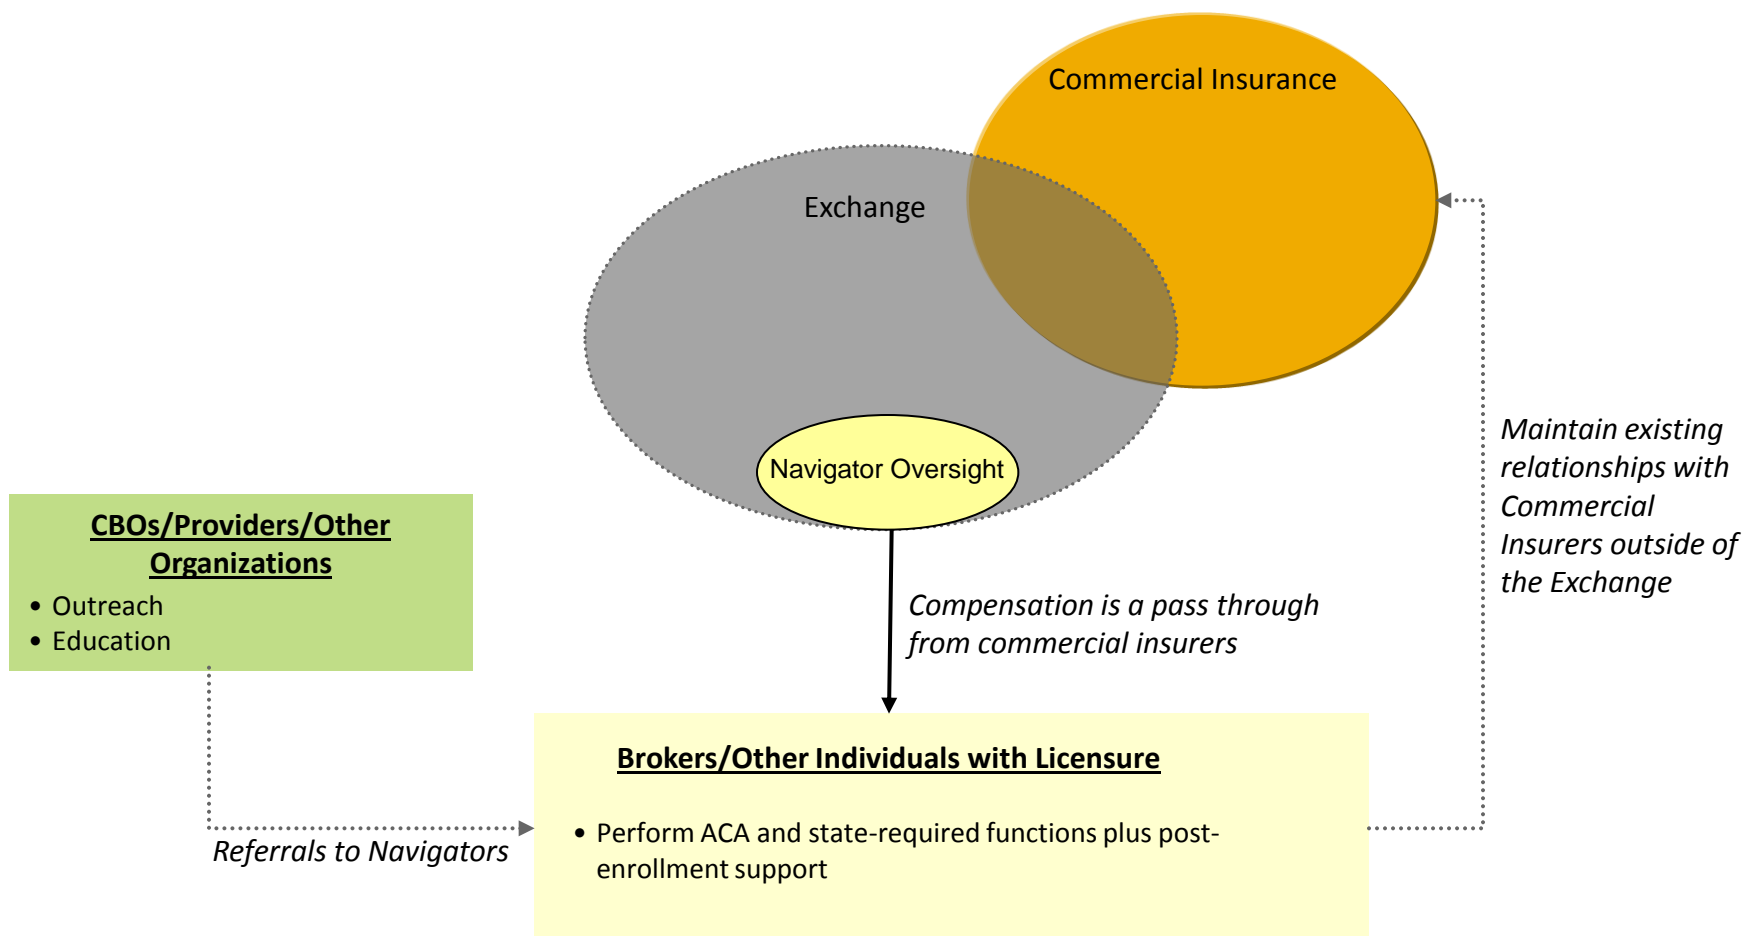 Commercial Insurance
Exchange
Navigator Oversight
CBOs/Providers/Other
Organizations
• Outreach
• Education
Compensation is a pass through
from commercial insurers
Maintain existing
relationships with
Commercial
Insurers outside of
the Exchange
Brokers/Other Individuals with Licensure
• Perform ACA and state-required functions plus post-
enrollment support
Referrals to Navigators